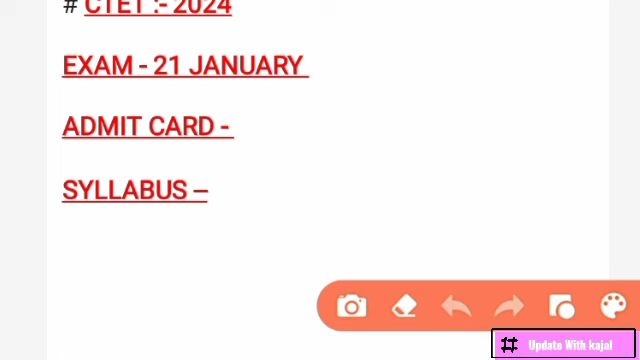 # CTET :- 2024
EXAM - 21 JANUARY
ADMIT CARD -
SYLLABUS –
# Update With kajal